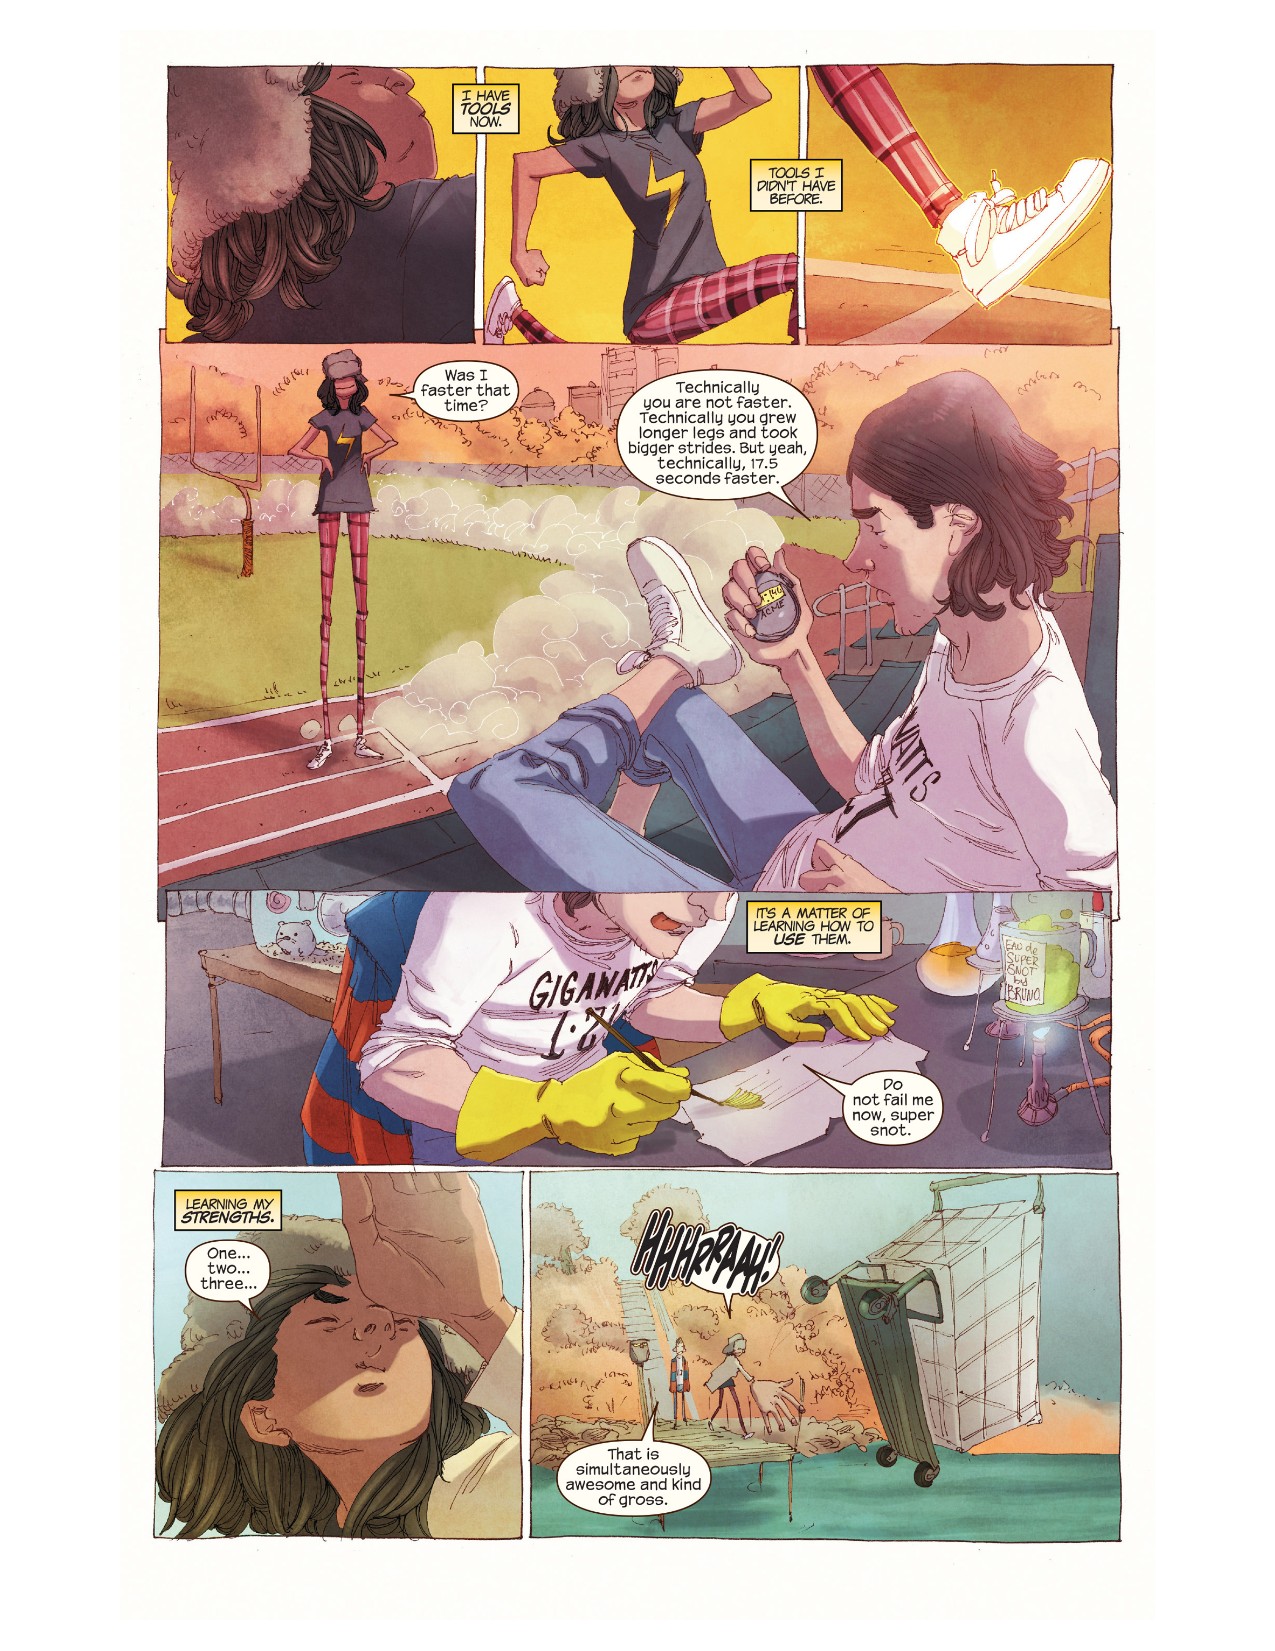 I HAVE
TOOLS
NOW.
TOOLS I
DIDN'T HAVE
BEFORE.
Was I
faster that
time?
Technically
you are not faster.
Technically you grew
longer legs and took
bigger strides. But yeah,
technically, 17.5
seconds faster.
ACME
WATTS
IT'S A MATTER OF
LEARNING HOW TO
USE THEM.
GIGAWATTS
1.21
EAU de
SUPER
SNOT
by
BRUNO
Do
not fail me
now, super
snot.
LEARNING MY
STRENGTHS.
One...
two...
three...
HHHRRAAH!
That is
simultaneously
awesome and kind
of gross.